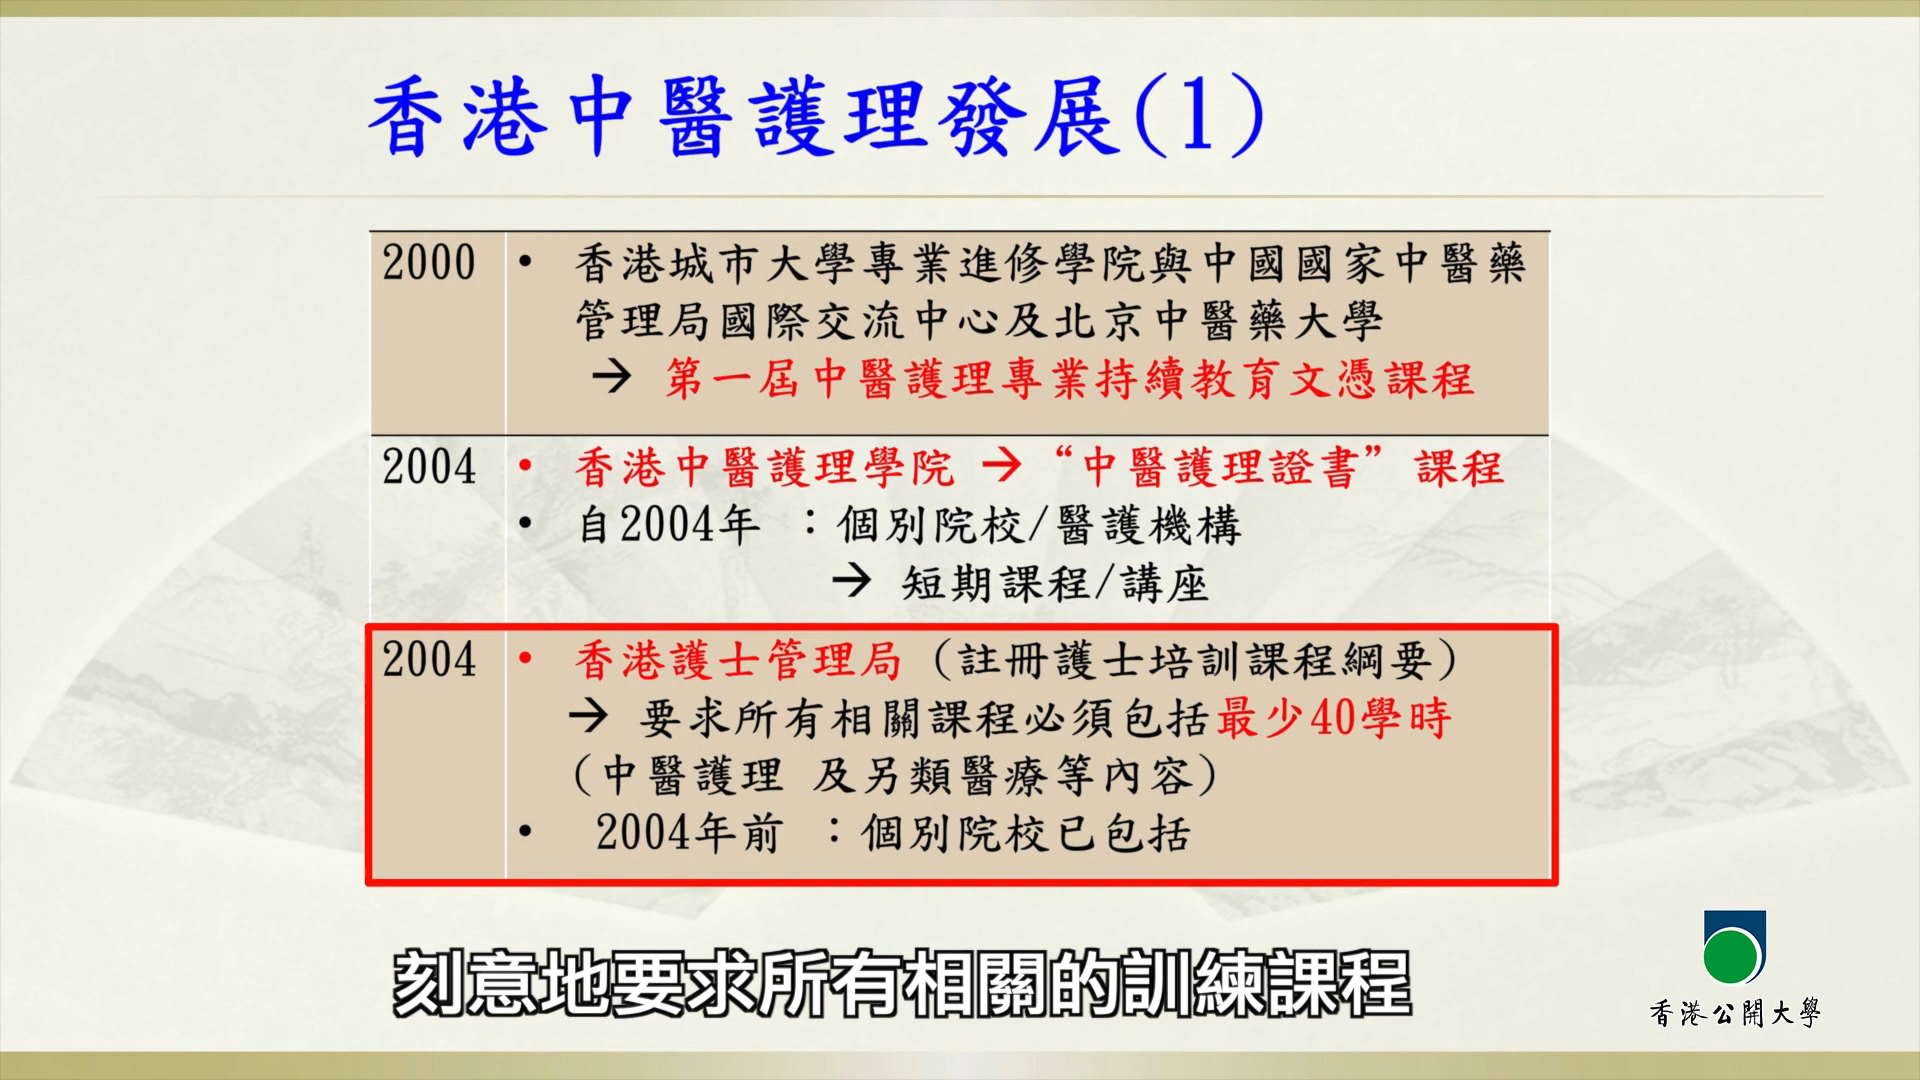 香港中醫護理發展(1)
2000 • 香港城市大學專業進修學院與中國國家中醫藥
管理局國際交流中心及北京中醫藥大學
→ 第一屆中醫護理專業持續教育文憑課程
2004 • 香港中醫護理學院 → “中醫護理證書” 課程
• 自2004年 ：個別院校/醫護機構
→ 短期課程/講座
2004 • 香港護士管理局（註冊護士培訓課程綱要）
→ 要求所有相關課程必須包括最少40學時
（中醫護理 及另類醫療等內容）
• 2004年前 ：個別院校已包括
刻意地要求所有相關的訓練課程
香港公開大學